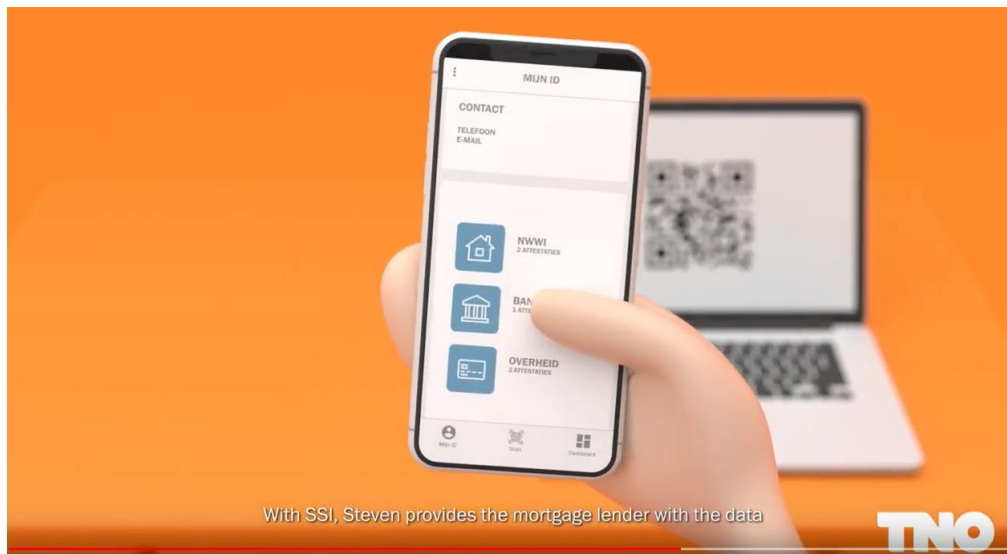 MIJN ID
CONTACT
TELEFOON
E-MAIL
NWWI
2 ATTESTATIES
OVERHEID
3 ATTESTATIES
Mijn ID
Scan
Dashboard
With SSI, Steven provides the mortgage lender with the data
TNO